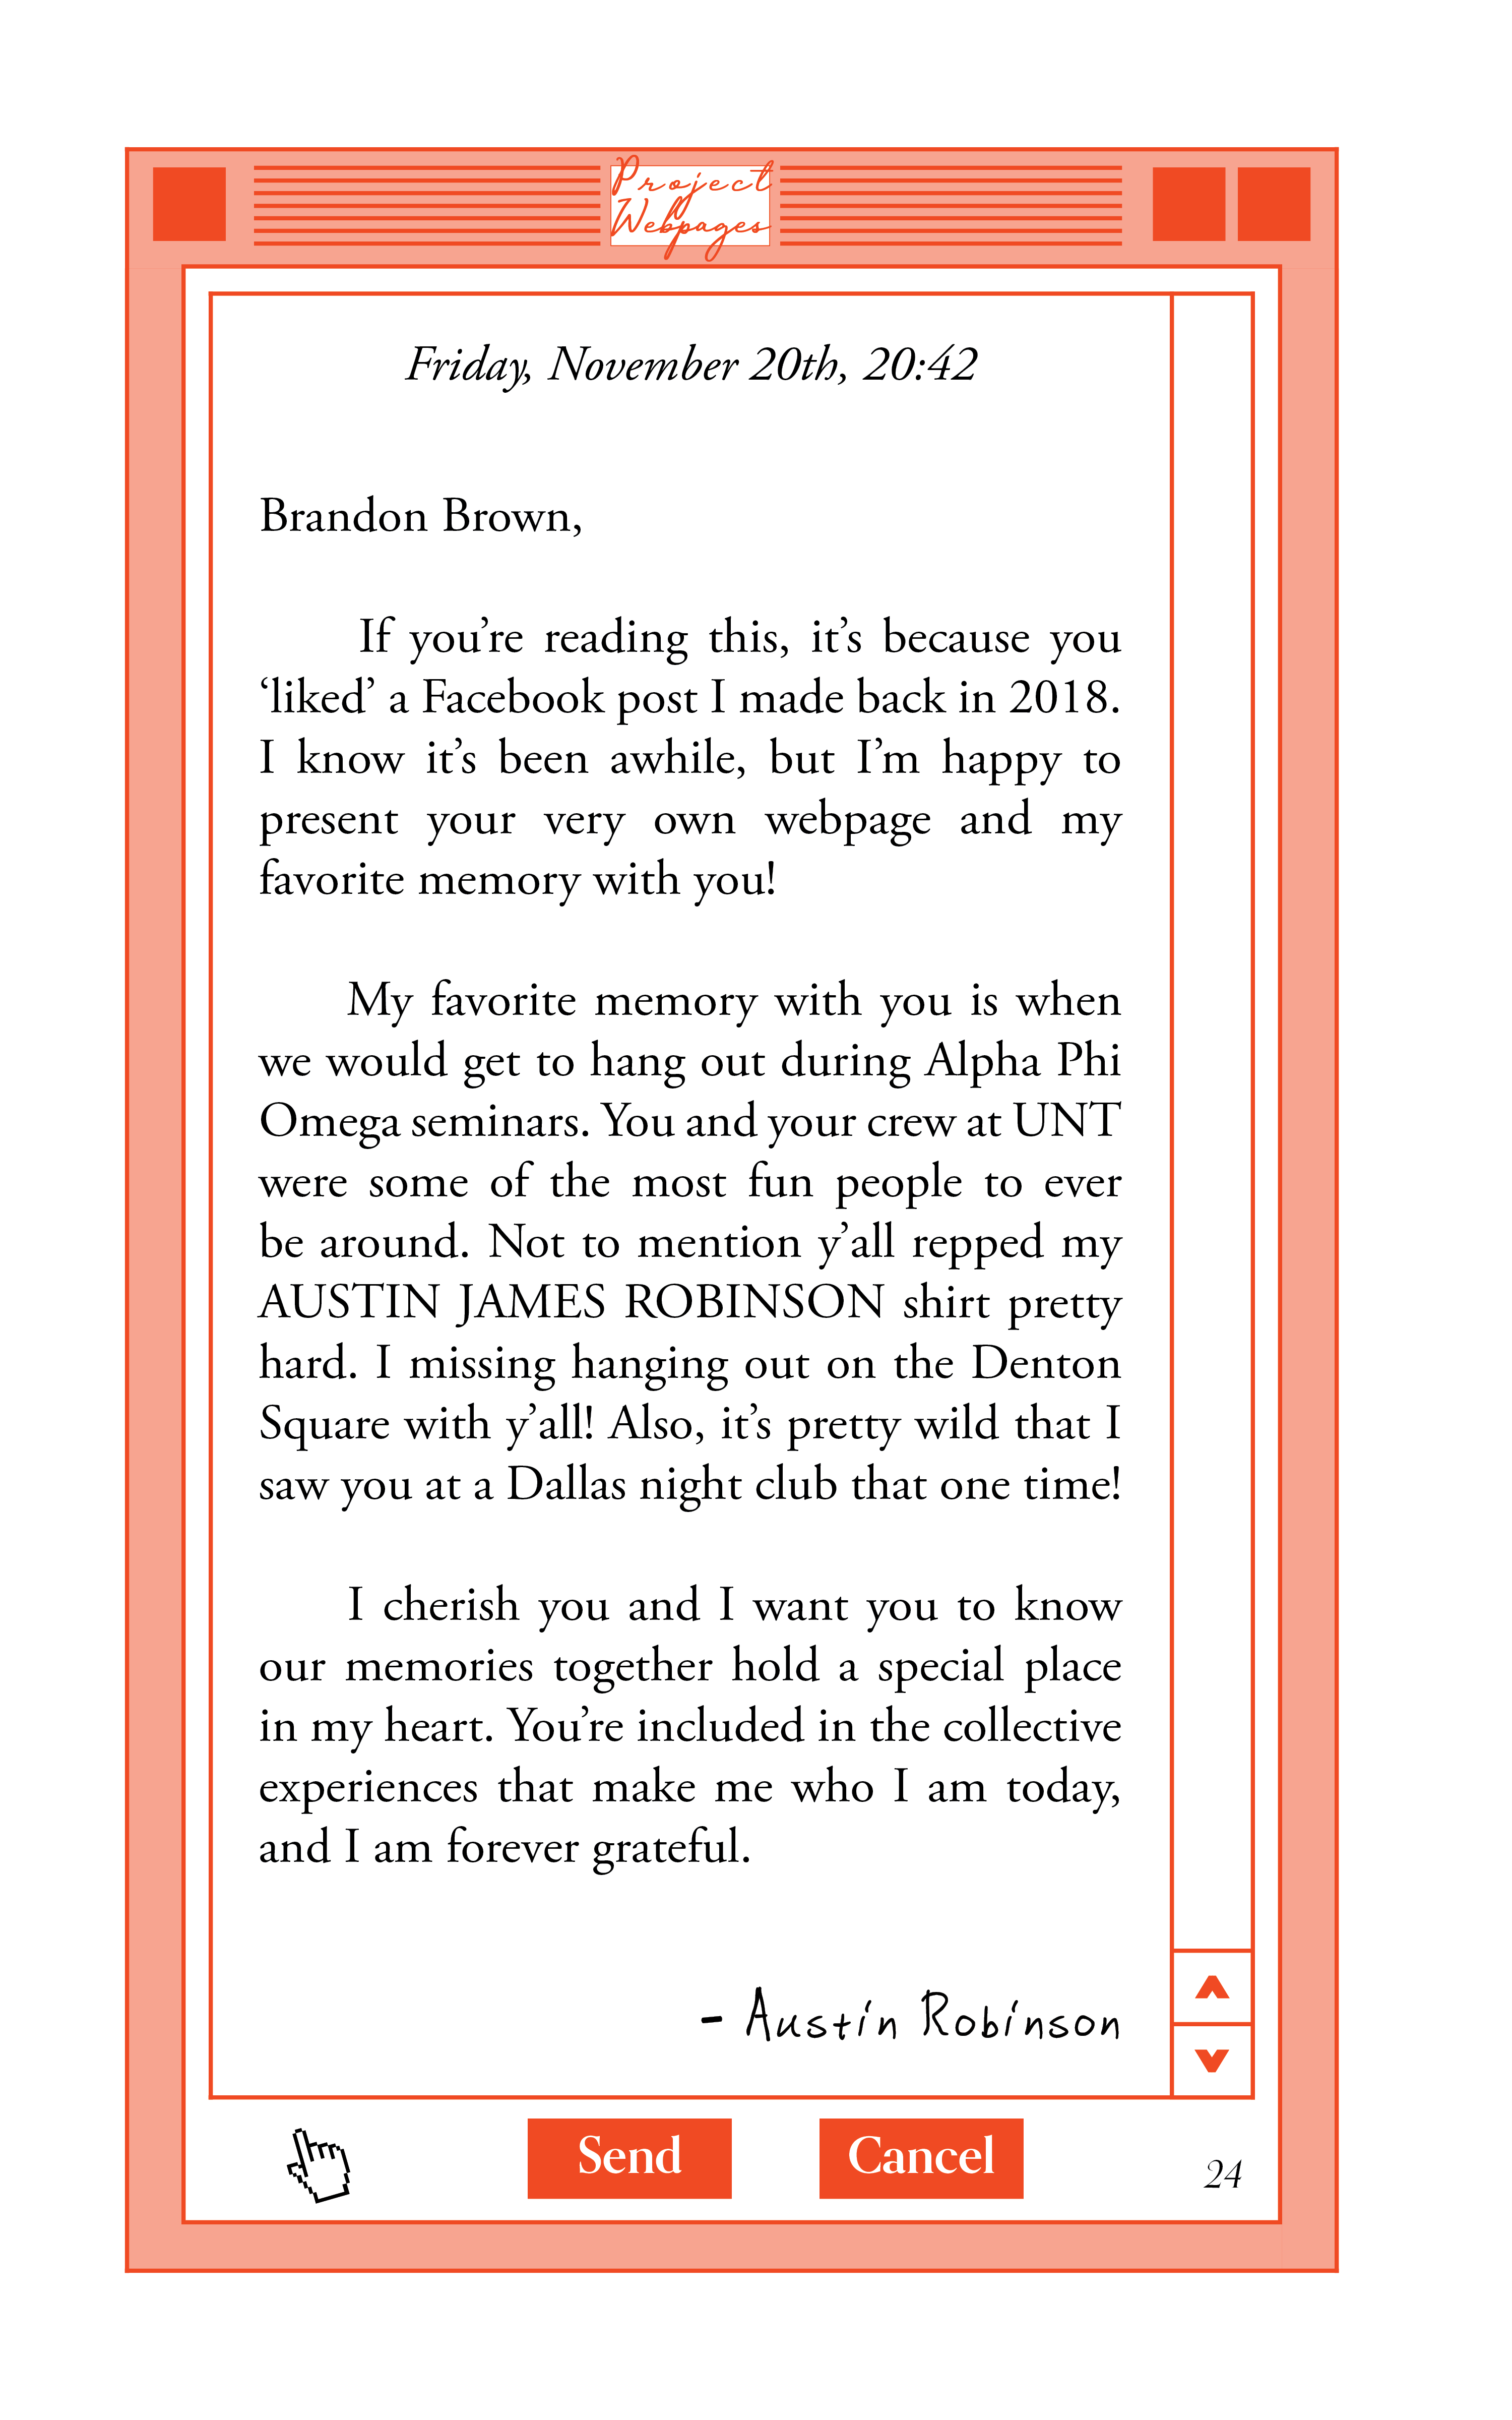 Project
Webpages
Friday, November 20th, 20:42
Brandon Brown,
If you’re reading this, it’s because you
‘liked’ a Facebook post I made back in 2018.
I know it’s been awhile, but I’m happy to
present your very own webpage and my
favorite memory with you!
My favorite memory with you is when
we would get to hang out during Alpha Phi
Omega seminars. You and your crew at UNT
were some of the most fun people to ever
be around. Not to mention y’all repped my
AUSTIN JAMES ROBINSON shirt pretty
hard. I missing hanging out on the Denton
Square with y’all! Also, it’s pretty wild that I
saw you at a Dallas night club that one time!
I cherish you and I want you to know
our memories together hold a special place
in my heart. You’re included in the collective
experiences that make me who I am today,
and I am forever grateful.
- Austin Robinson
Send Cancel
24